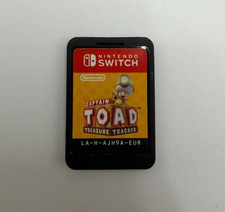 NINTENDO
SWITCH
Nintendo
CAPTAIN
TOAD
TREASURE TRACKER
LA-H-AJH9A-EUR